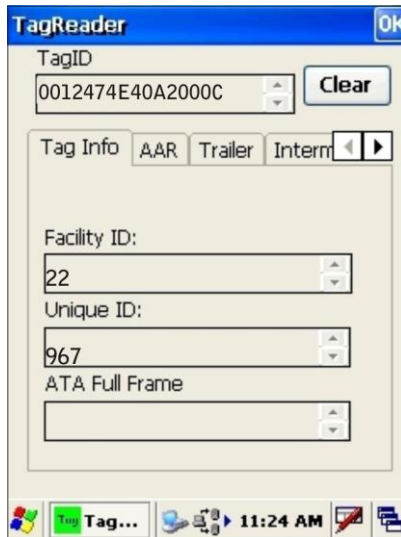 TagReader OK
TagID
0012474E40A2000C
Clear
Tag Info AAR Trailer Interm
Facility ID:
22
Unique ID:
967
ATA Full Frame
Tag... 11:24 AM